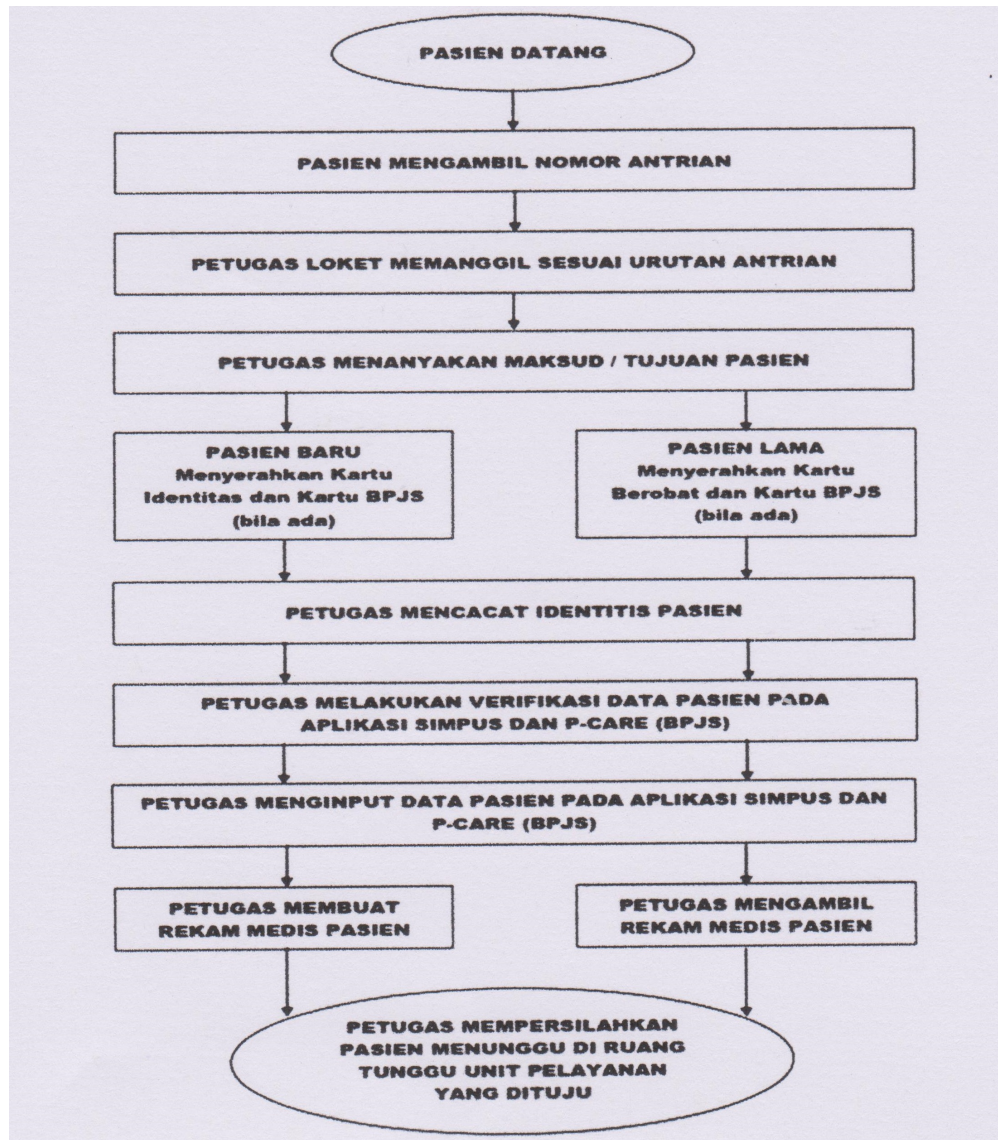 PASIEN DATANG
PASIEN MENGAMBIL NOMOR ANTRIAN
PETUGAS LOKET MEMANGGIL SESUAI URUTAN ANTRIAN
PETUGAS MENANYAKAN MAKSUD / TUJUAN PASIEN
PASIEN BARU
Menyerahkan Kartu
Identitas dan Kartu BPJS
(bila ada)
PASIEN LAMA
Menyerahkan Kartu
Berobat dan Kartu BPJS
(bila ada)
PETUGAS MENCACAT IDENTITIS PASIEN
PETUGAS MELAKUKAN VERIFIKASI DATA PASIEN PADA
APLIKASI SIMPUS DAN P-CARE (BPJS)
PETUGAS MENGINPUT DATA PASIEN PADA APLIKASI SIMPUS DAN
P-CARE (BPJS)
PETUGAS MEMBUAT
REKAM MEDIS PASIEN
PETUGAS MENGAMBIL
REKAM MEDIS PASIEN
PETUGAS MEMPERSILAHKAN
PASIEN MENUNGGU DI RUANG
TUNGGU UNIT PELAYANAN
YANG DITUJU